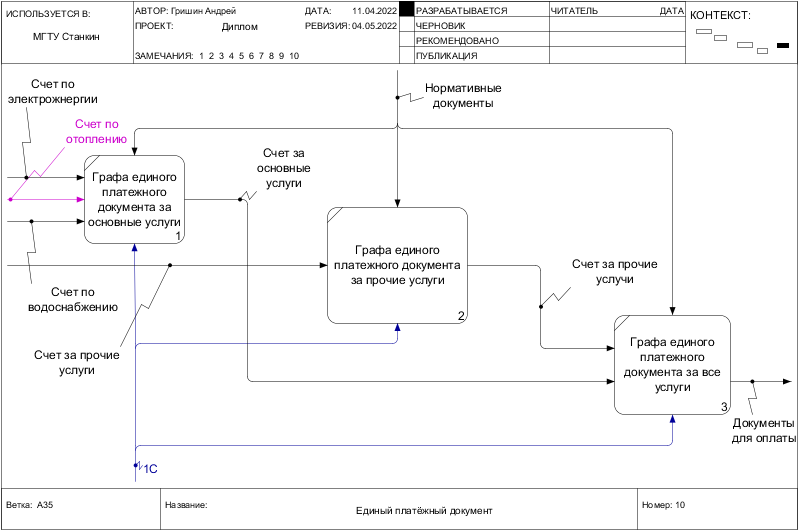 ИСПОЛЬЗУЕТСЯ В:
МГТУ Станкин
АВТОР: Гришин Андрей
ДАТА: 11.04.2022
ПРОЕКТ: Диплом
РЕВИЗИЯ: 04.05.2022
ЗАМЕЧАНИЯ: 1 2 3 4 5 6 7 8 9 10
РАЗРАБАТЫВАЕТСЯ
ЧЕРНОВИК
РЕКОМЕНДОВАНО
ПУБЛИКАЦИЯ
ЧИТАТЕЛЬ ДАТА
КОНТЕКСТ:
Счет по
электрожнергии
Счет по
отоплению
Нормативные
документы
Счет за
основные
услуги
Графа единого
платежного
документа за
основные услуги
1
Графа единого
платежного документа
за прочие услуги
2
Счет за прочие
услучи
Счет по
водоснабжению
Счет за прочие
услуги
Графа единого
платежного
документа за все
услуги
3
Документы
для оплаты
1С
Ветка: A35
Название:
Единый платёжный документ
Номер: 10